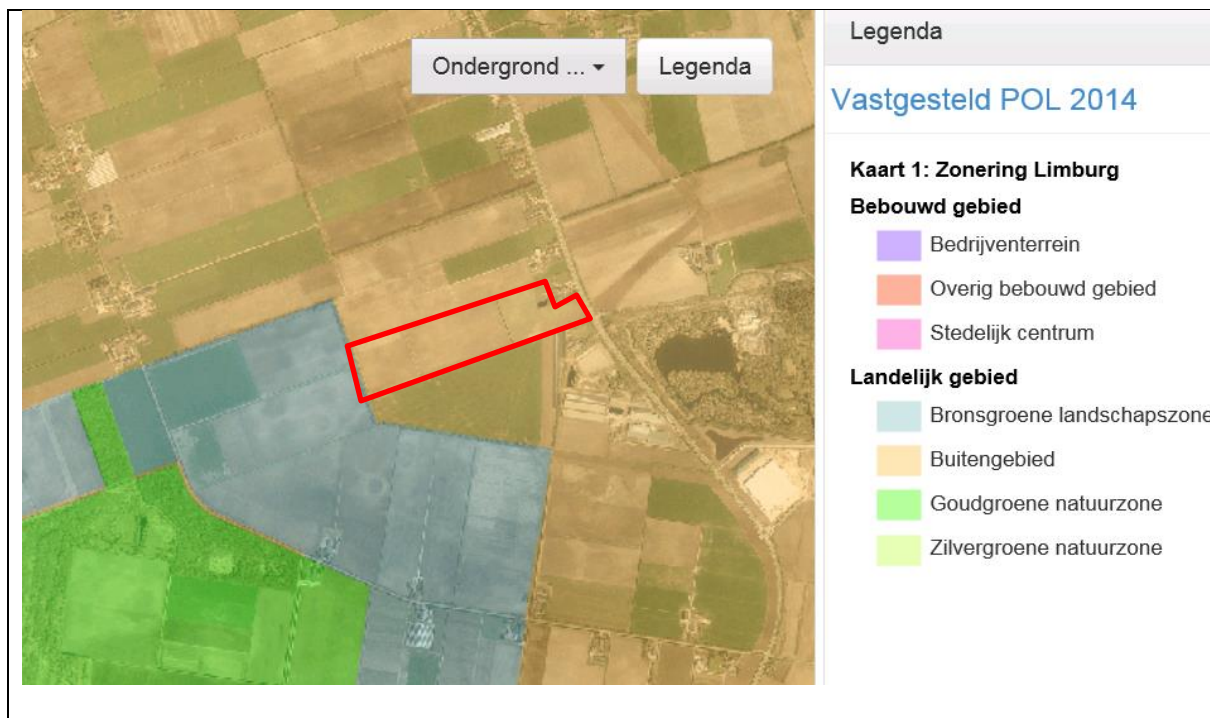 Ondergrond ...
Legenda
Legenda
Vastgesteld POL 2014
Kaart 1: Zonering Limburg
Bebouwd gebied
Bedrijventerrein
Overig bebouwd gebied
Stedelijk centrum
Landelijk gebied
Bronsgroene landschapszone
Buitengebied
Goudgroene natuurzone
Zilvergroene natuurzone